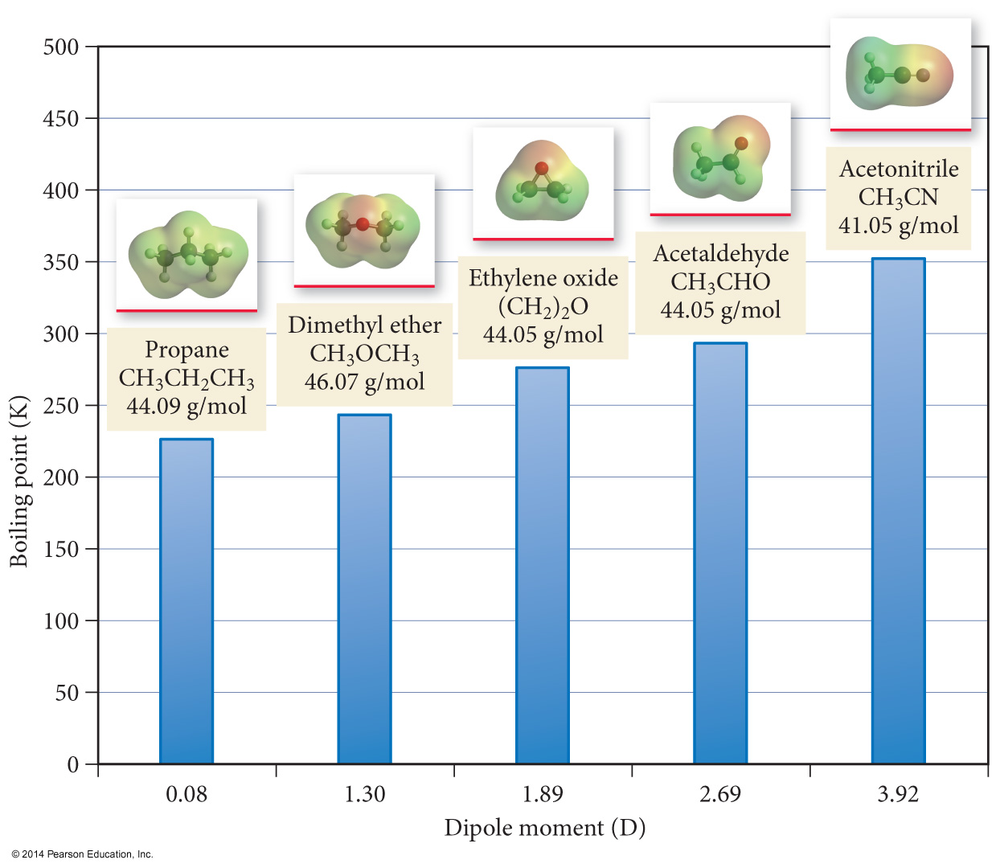 500
450
400
350
300
250
200
150
100
50
0
Boiling point (K)
Propane
CH₃CH₂CH₃
44.09 g/mol
Dimethyl ether
CH₃OCH₃
46.07 g/mol
Ethylene oxide
(CH₂)₂O
44.05 g/mol
Acetaldehyde
CH₃CHO
44.05 g/mol
Acetonitrile
CH₃CN
41.05 g/mol
0.08 1.30 1.89 2.69 3.92
Dipole moment (D)
© 2014 Pearson Education, Inc.